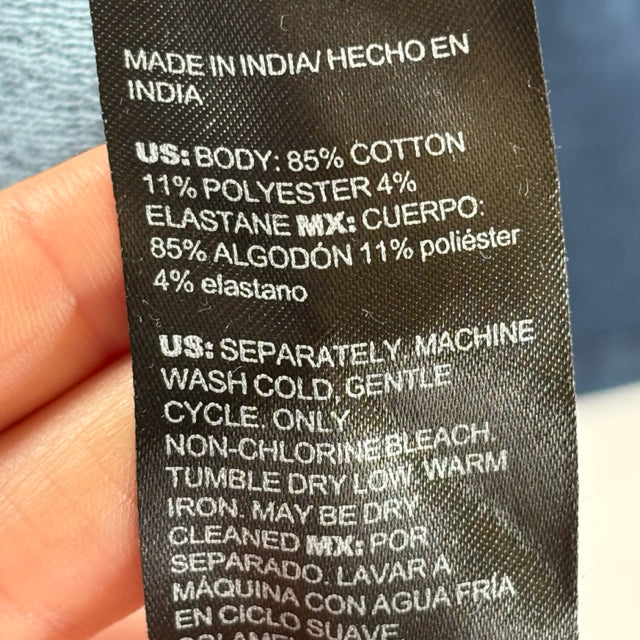 MADE IN INDIA/ HECHO EN
INDIA
US: BODY: 85% COTTON
11% POLYESTER 4%
ELASTANE MX: CUERPO:
85% ALGODÓN 11% poliéster
4% elastano
US: SEPARATELY. MACHINE
WASH COLD, GENTLE
CYCLE. ONLY
NON-CHLORINE BLEACH.
TUMBLE DRY LOW. WARM
IRON. MAY BE DRY
CLEANED MX: POR
SEPARADO. LAVAR A
MÁQUINA CON AGUA FRÍA
EN CICLO SUAVE